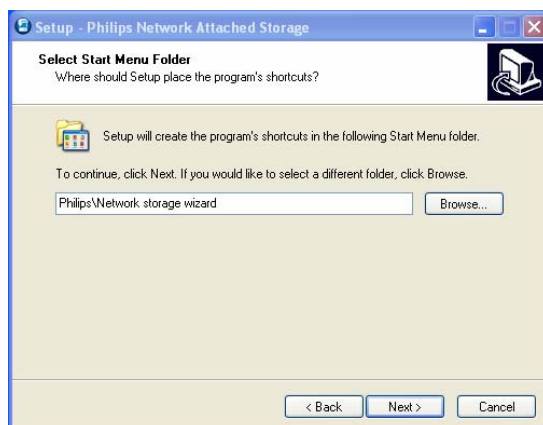 Setup - Philips Network Attached Storage
Select Start Menu Folder
Where should Setup place the program's shortcuts?
Setup will create the program's shortcuts in the following Start Menu folder.
To continue, click Next. If you would like to select a different folder, click Browse.
Philips\Network storage wizard
Browse...
< Back
Next >
Cancel